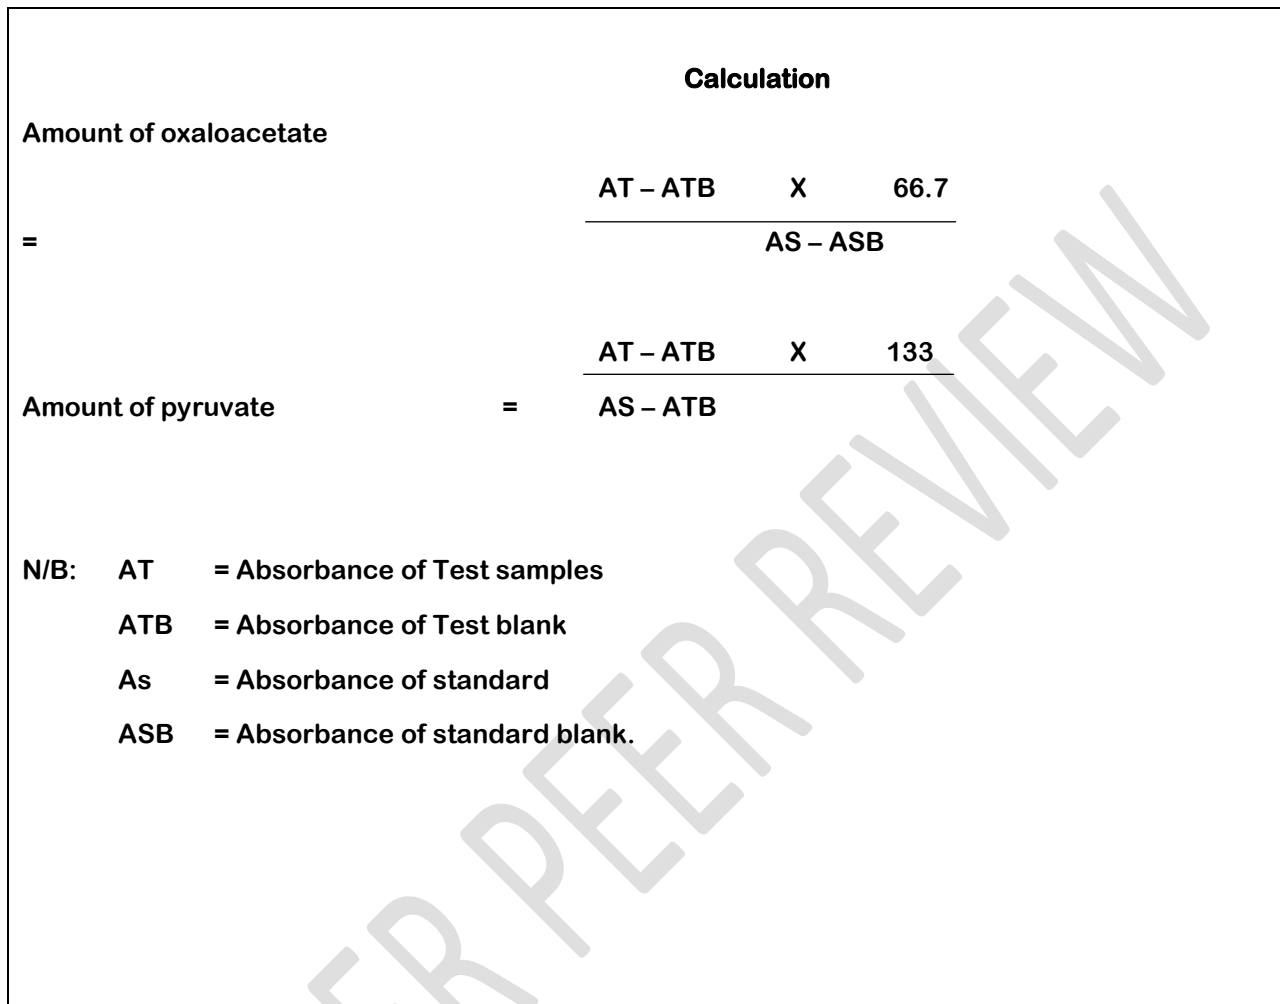 Calculation
Amount of oxaloacetate
AT – ATB X 66.7
= AS – ASB
AT – ATB X 133
Amount of pyruvate = AS – ATB
N/B: AT = Absorbance of Test samples
ATB = Absorbance of Test blank
As = Absorbance of standard
ASB = Absorbance of standard blank.
ER PEER REVIEW